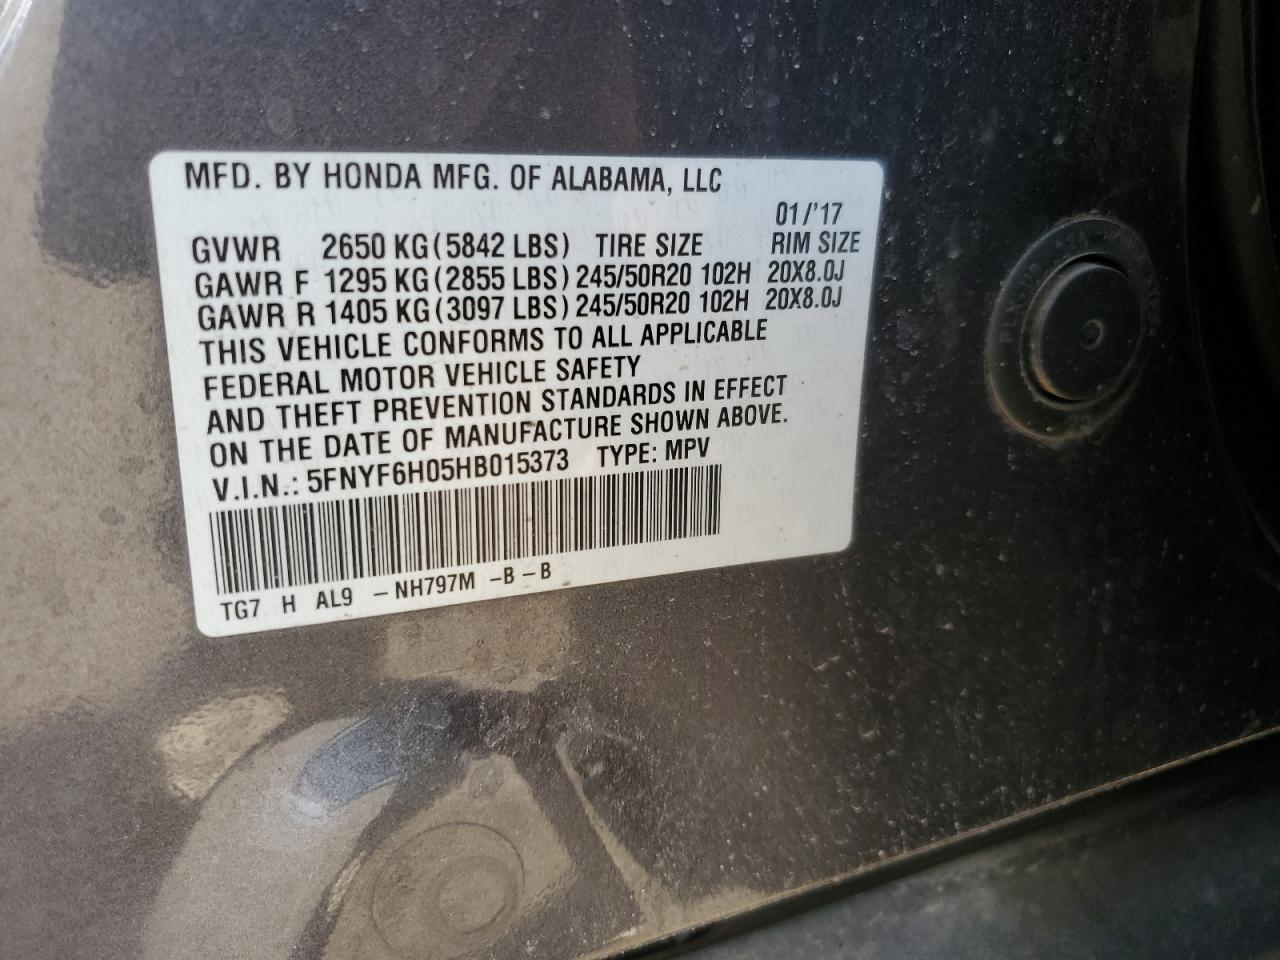 MFD. BY HONDA MFG. OF ALABAMA, LLC
01/'17
GVWR 2650 KG(5842 LBS) TIRE SIZE RIM SIZE
GAWR F 1295 KG(2855 LBS) 245/50R20 102H 20X8.0J
GAWR R 1405 KG(3097 LBS) 245/50R20 102H 20X8.0J
THIS VEHICLE CONFORMS TO ALL APPLICABLE
FEDERAL MOTOR VEHICLE SAFETY
AND THEFT PREVENTION STANDARDS IN EFFECT
ON THE DATE OF MANUFACTURE SHOWN ABOVE.
V.I.N.: 5FNYF6H05HB015373 TYPE: MPV
TG7 H AL9 -NH797M -B-B